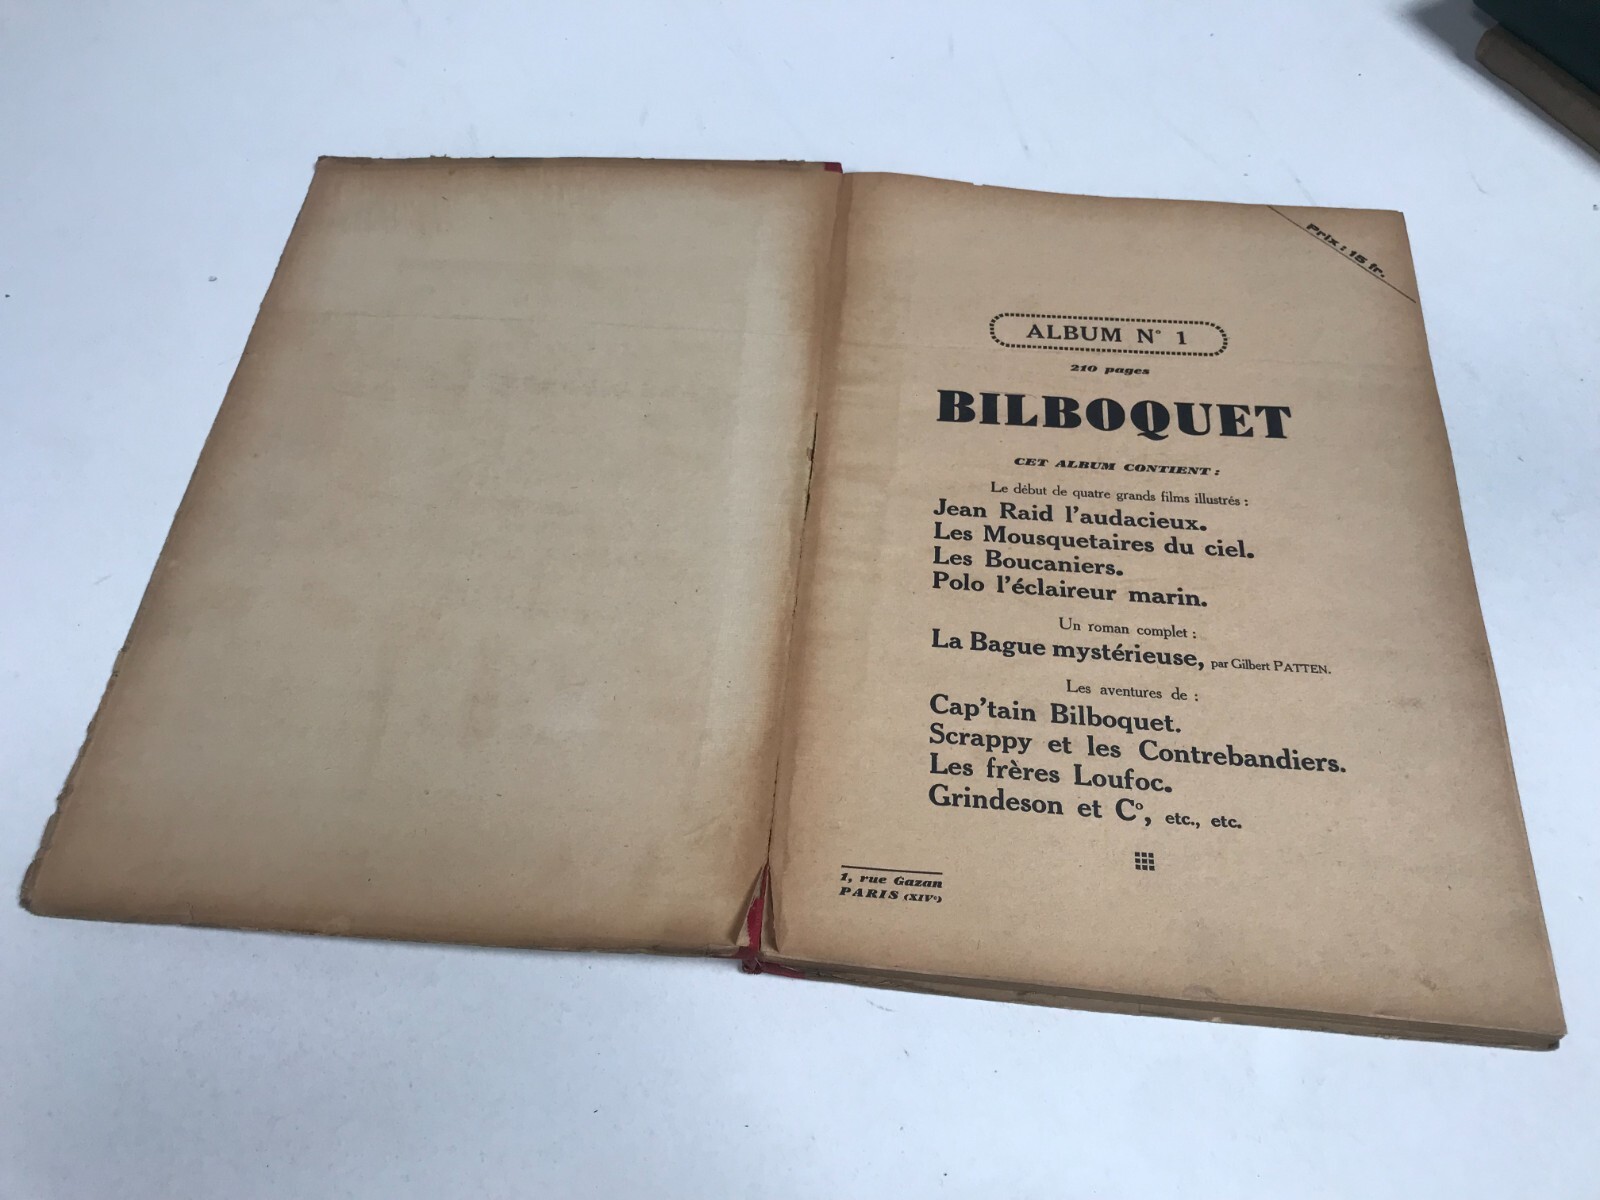 Prix : 15 fr.
ALBUM N° 1
210 pages
BILBOQUET
CET ALBUM CONTIENT :
Le début de quatre grands films illustrés :
Jean Raid l'audacieux.
Les Mousquetaires du ciel.
Les Boucaniers.
Polo l'éclaireur marin.
Un roman complet :
La Bague mystérieuse, par Gilbert PATTEN.
Les aventures de :
Cap'tain Bilboquet.
Scrappy et les Contrebandiers.
Les frères Loufoc.
Grindeson et C°, etc., etc.
1, rue Gazan
PARIS (XIVe)